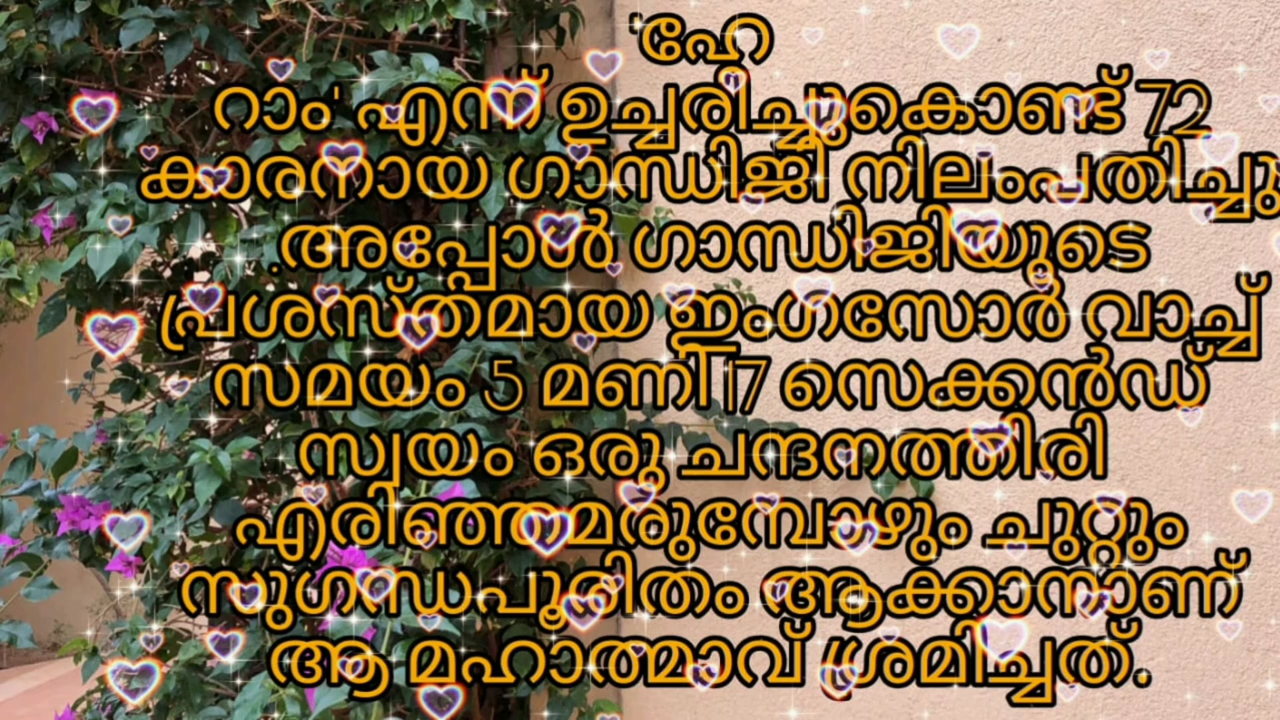 'ഹേ
റാം' എന്ന് ഉച്ചരിച്ചുകൊണ്ട് 72
കാരനായ ഗാന്ധിജി നിലംപതിച്ചു
.അപ്പോൾ ഗാന്ധിജിയുടെ
പ്രശസ്തമായ ഇംഗസോർ വാച്ച്
സമയം 5 മണി 17 സെക്കൻഡ്
സ്വയം ഒരു ചന്ദനത്തിരി
എരിഞ്ഞമരുമ്പോഴും ചുറ്റും
സുഗന്ധപൂരിതം ആക്കാനാണ്
ആ മഹാത്മാവ് ശ്രമിച്ചത്.